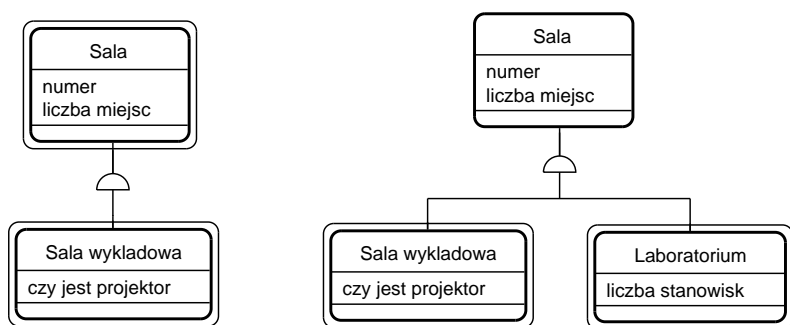 Sala
numer
liczba miejsc
Sala wykladowa
czy jest projektor
Sala
numer
liczba miejsc
Sala wykladowa
czy jest projektor
Laboratorium
liczba stanowisk